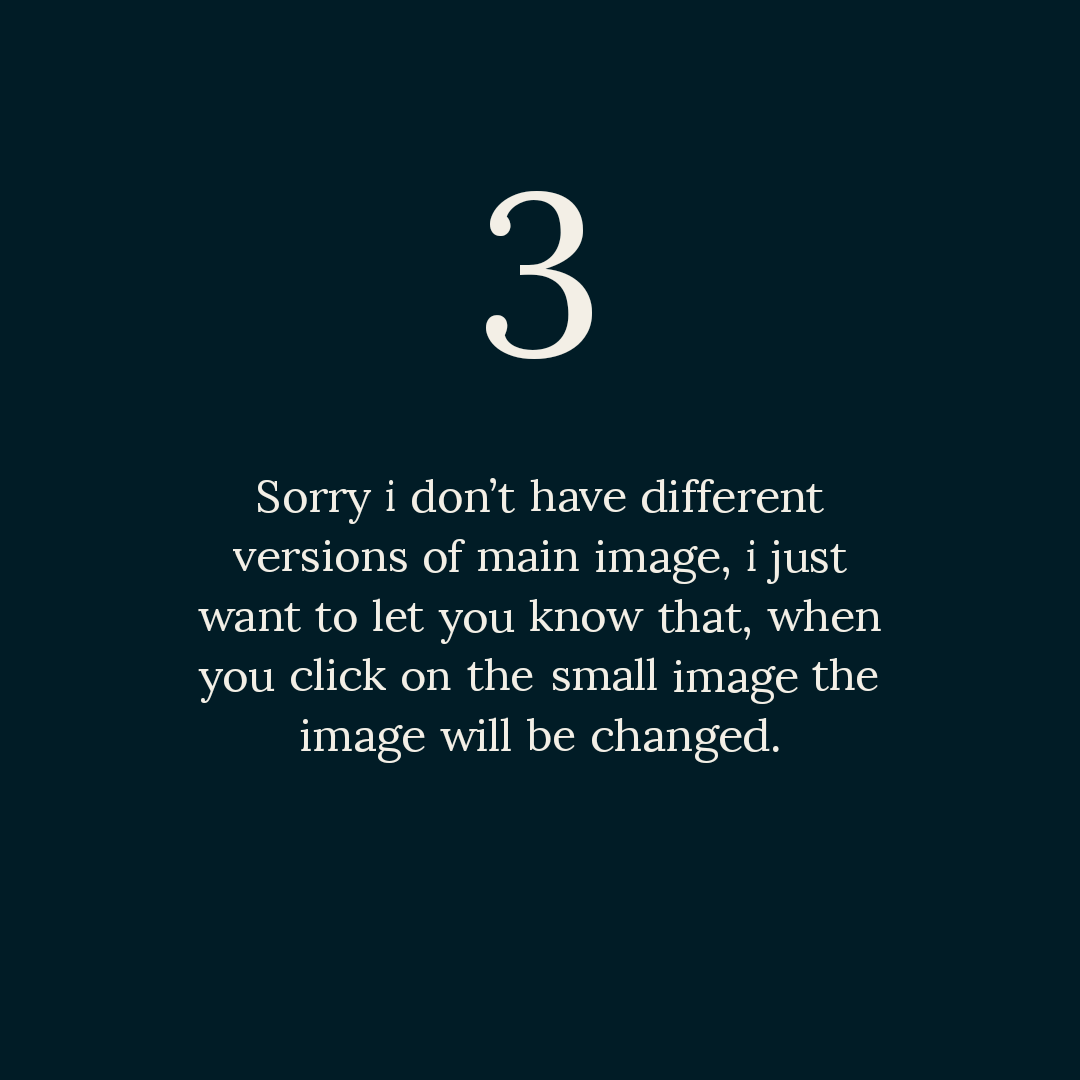 3
Sorry i don’t have different
versions of main image, i just
want to let you know that, when
you click on the small image the
image will be changed.